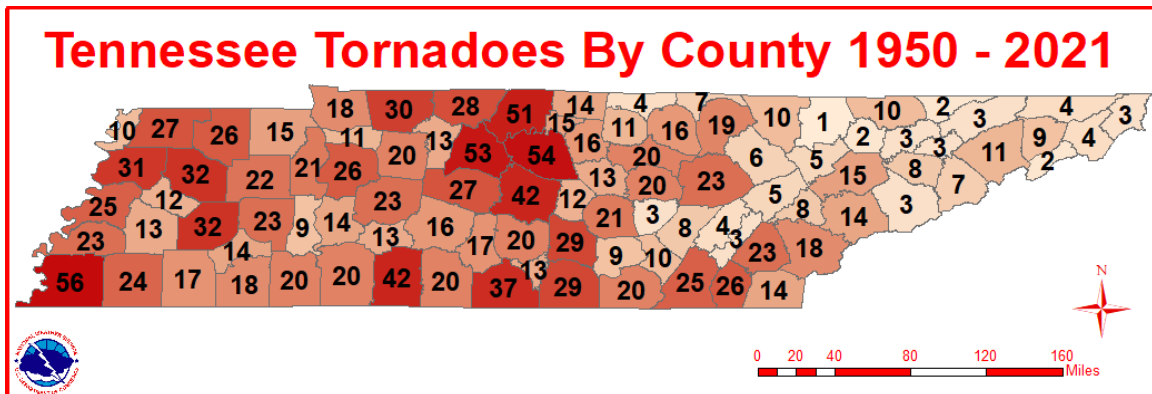 Tennessee Tornadoes By County 1950 - 2021
18 30 28 51 14 4 7 10 1 10 2 3 4 3
10 27 26 15 11 20 13 53 54 15 16 11 16 19 2 3 3 11 9 4 2
31 32 22 21 26 20 6 5 15 8 7
25 12 23 27 42 12 13 20 23 5 8 14 3
23 13 32 23 9 14 13 16 17 20 29 21 3 8 4 3 23 18
14 13 9 10
56 24 17 18 20 20 42 20 37 29 20 25 26 14
N
0 20 40 80 120 160
Miles